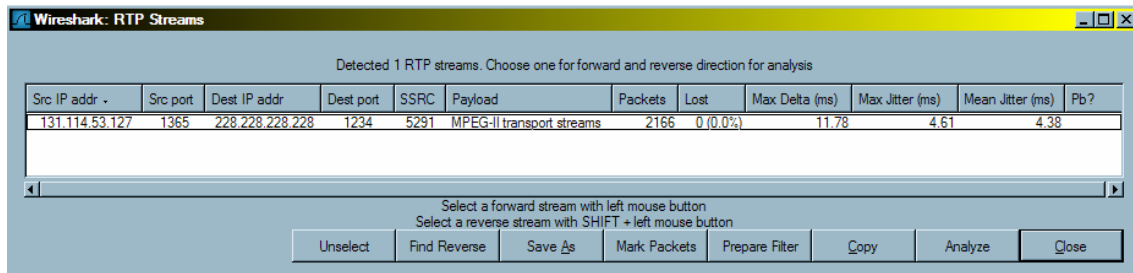 Wireshark: RTP Streams
Detected 1 RTP streams. Choose one for forward and reverse direction for analysis
Src IP addr Src port Dest IP addr Dest port SSRC Payload Packets Lost Max Delta (ms) Max Jitter (ms) Mean Jitter (ms) Pb?
131.114.53.127 1365 228.228.228.228 1234 5291 MPEG-II transport streams 2166 0 (0.0%) 11.78 4.61 4.38
Select a forward stream with left mouse button
Select a reverse stream with SHIFT + left mouse button
Unselect Find Reverse Save As Mark Packets Prepare Filter Copy Analyze Close